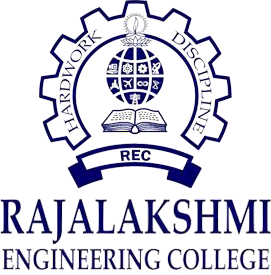 HARDWORK DISCIPLINE
REC
RAJALAKSHMI
ENGINEERING COLLEGE